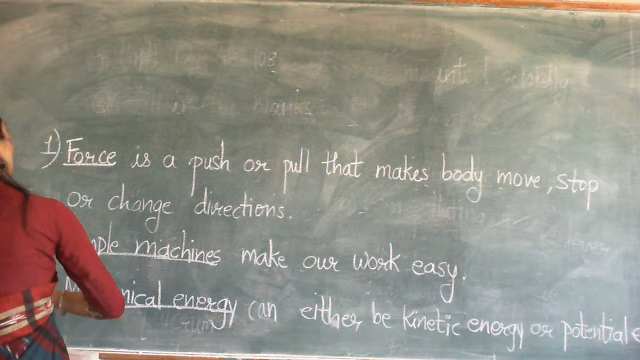 1) Force is a push or pull that makes body move, stop
or change directions.
mple machines make our work easy.
nical energy can either be kinetic energy or potential e